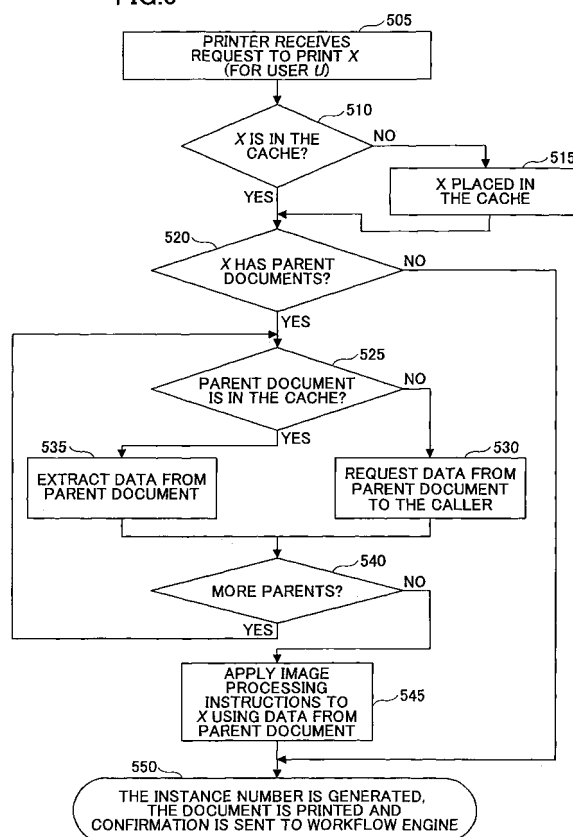 505
PRINTER RECEIVES
REQUEST TO PRINT X
(FOR USER U)
510
X IS IN THE
CACHE?
NO
YES
515
X PLACED IN
THE CACHE
520
X HAS PARENT
DOCUMENTS?
NO
YES
525
PARENT DOCUMENT
IS IN THE CACHE?
NO
YES
535
EXTRACT DATA FROM
PARENT DOCUMENT
530
REQUEST DATA FROM
PARENT DOCUMENT
TO THE CALLER
540
MORE PARENTS?
NO
YES
APPLY IMAGE
PROCESSING
INSTRUCTIONS TO
X USING DATA FROM
PARENT DOCUMENT
545
550
THE INSTANCE NUMBER IS GENERATED,
THE DOCUMENT IS PRINTED AND
CONFIRMATION IS SENT TO WORKFLOW ENGINE